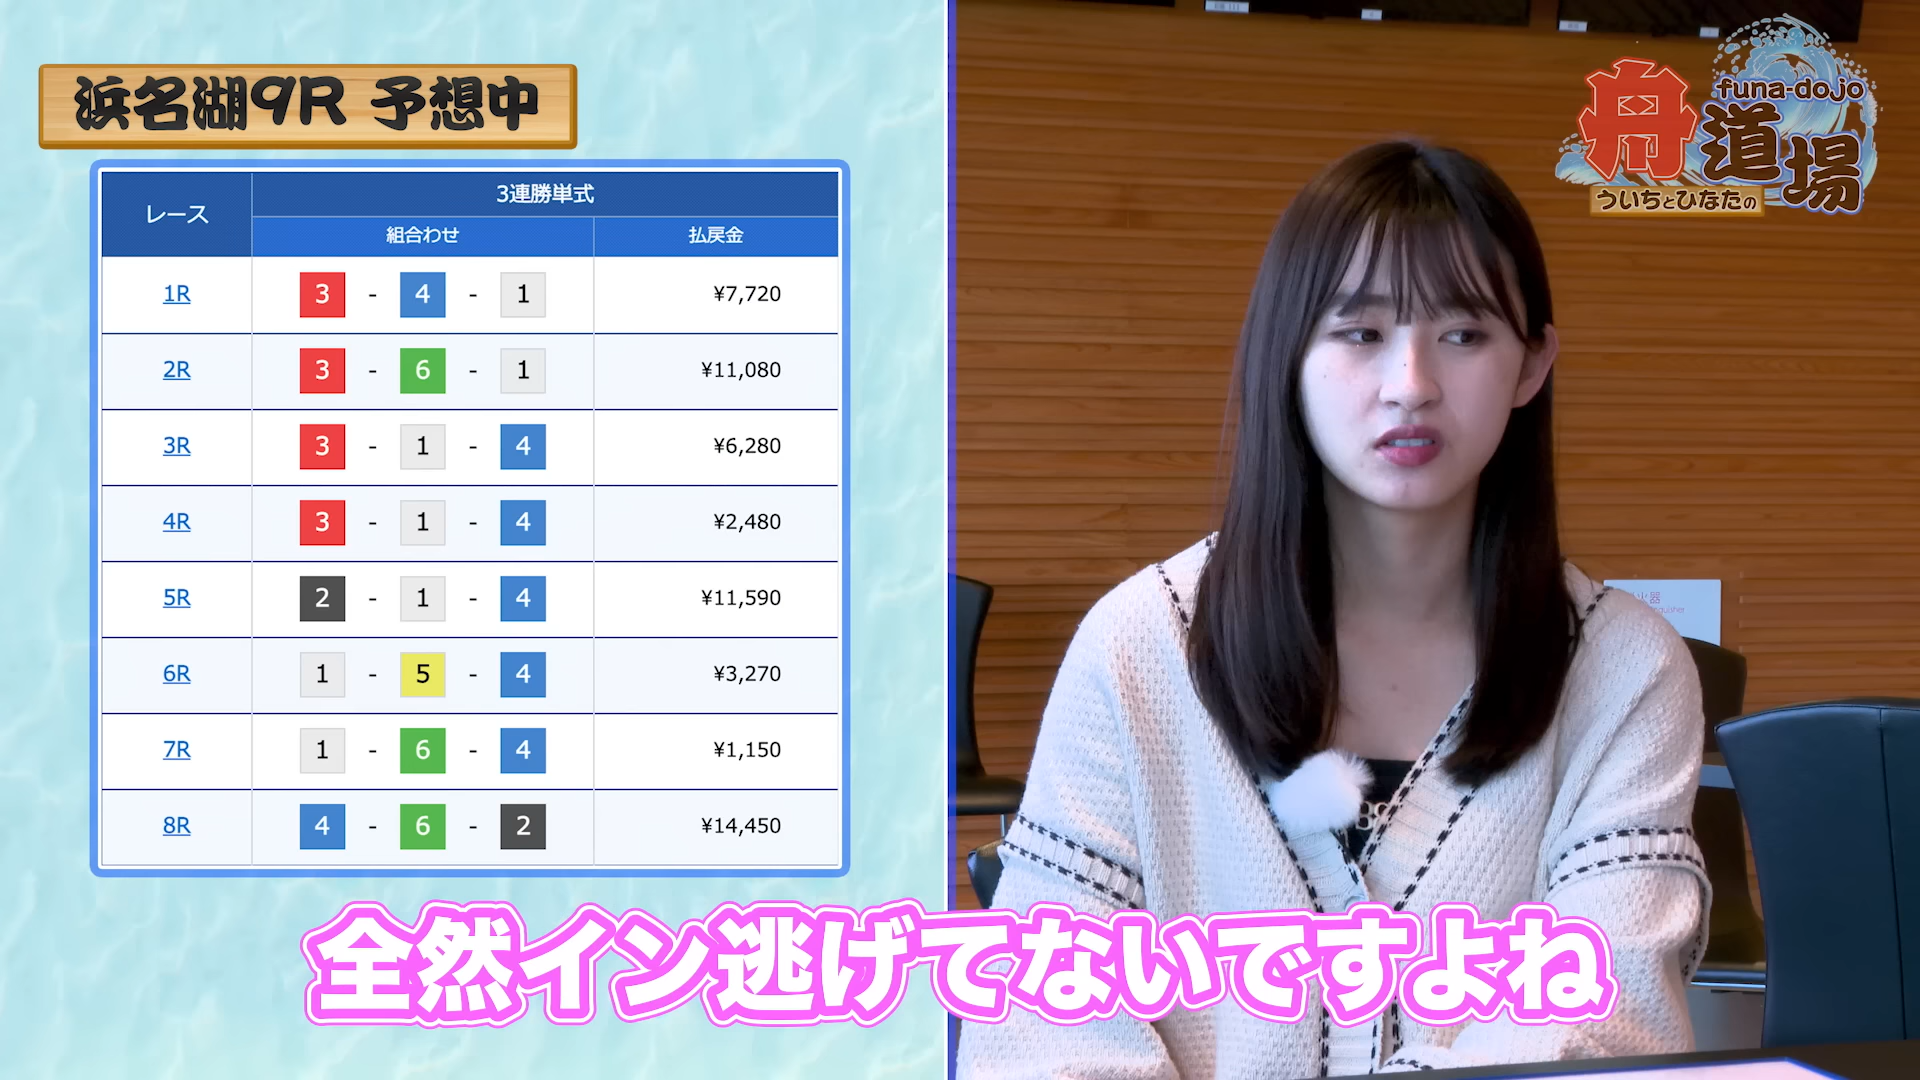 浜名湖9R 予想中
funa-dojo
舟道場
ういちとひなたの
レース
3連勝単式
組合わせ
払戻金
1R 3 - 4 - 1 ¥7,720
2R 3 - 6 - 1 ¥11,080
3R 3 - 1 - 4 ¥6,280
4R 3 - 1 - 4 ¥2,480
5R 2 - 1 - 4 ¥11,590
6R 1 - 5 - 4 ¥3,270
7R 1 - 6 - 4 ¥1,150
8R 4 - 6 - 2 ¥14,450
全然イン逃げてないですよね